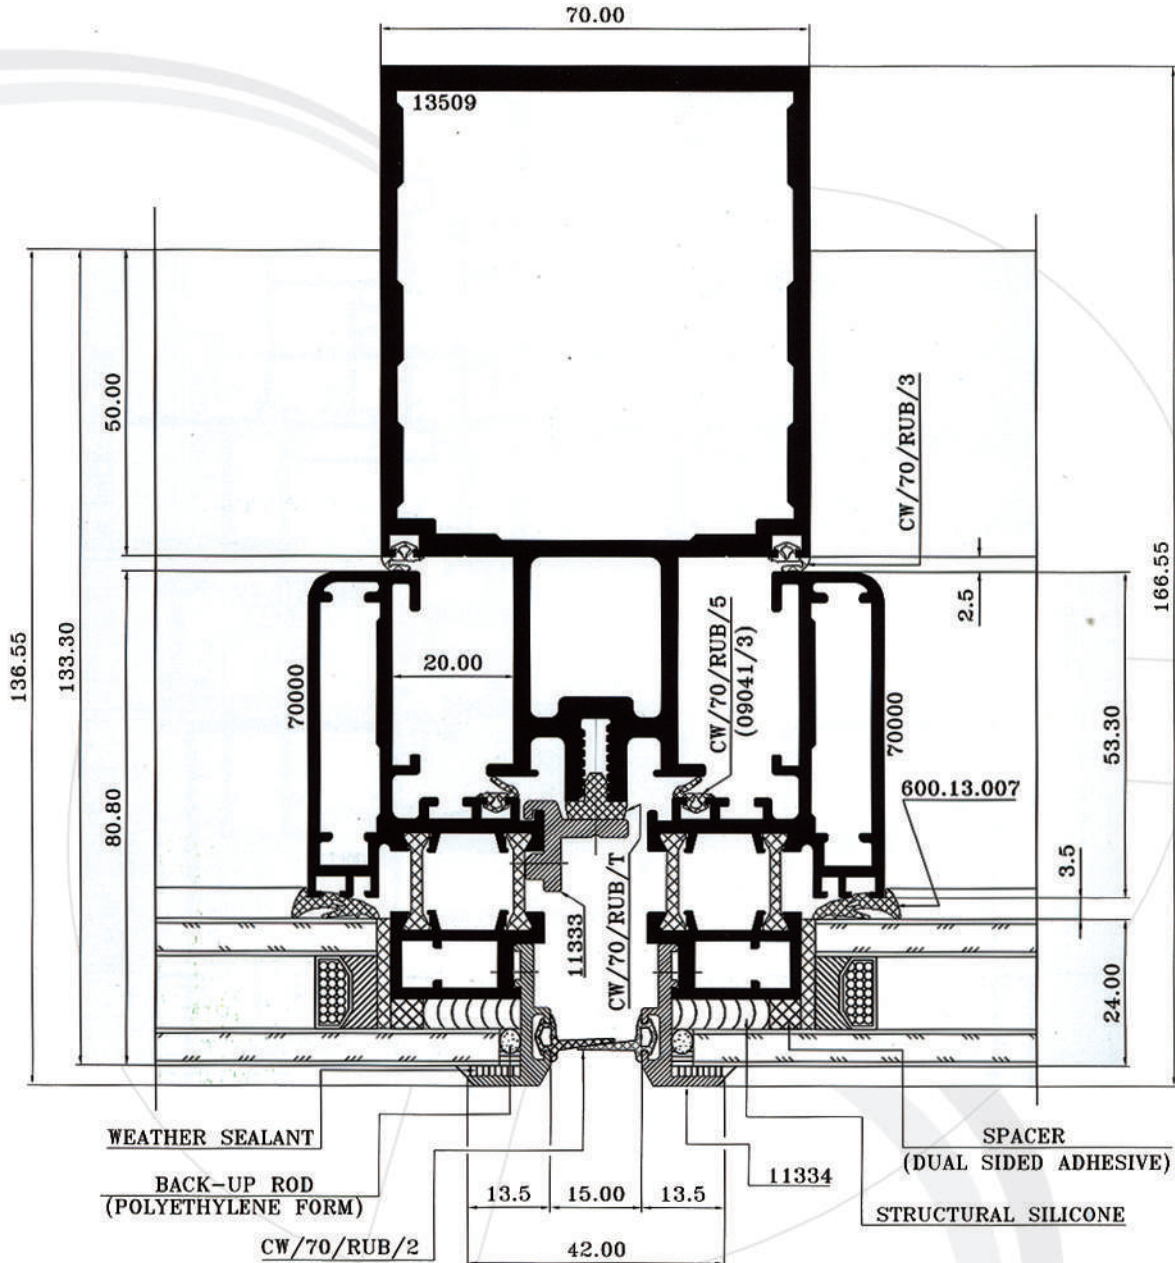 70.00
13509
CW/70/RUB/3
50.00
2.5
166.55
136.55
133.30
70000
20.00
CW/70/RUB/5
(09041/3)
70000
53.30
600.13.007
80.80
3.5
11333
CW/70/RUB/T
24.00
WEATHER SEALANT
SPACER
(DUAL SIDED ADHESIVE)
BACK-UP ROD
(POLYETHYLENE FORM)
11334
13.5
15.00
13.5
STRUCTURAL SILICONE
CW/70/RUB/2
42.00